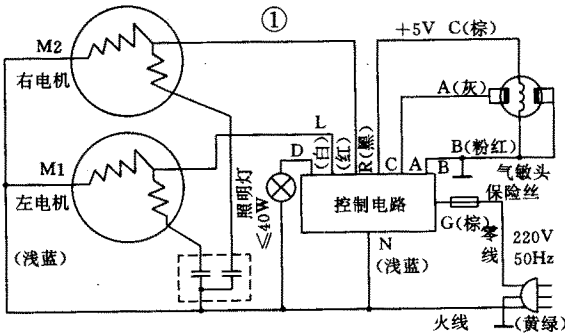 ①
M2
+5V
C(棕)
右电机
A(灰)
L
D
(白)
(红)
R(黑)
C
A
B
B(粉红)
气敏头
M1
左电机
照明灯
≤40W
控制电路
保险丝
G(棕)
零线
220V
50Hz
N
(浅蓝)
(浅蓝)
火线
(黄绿)